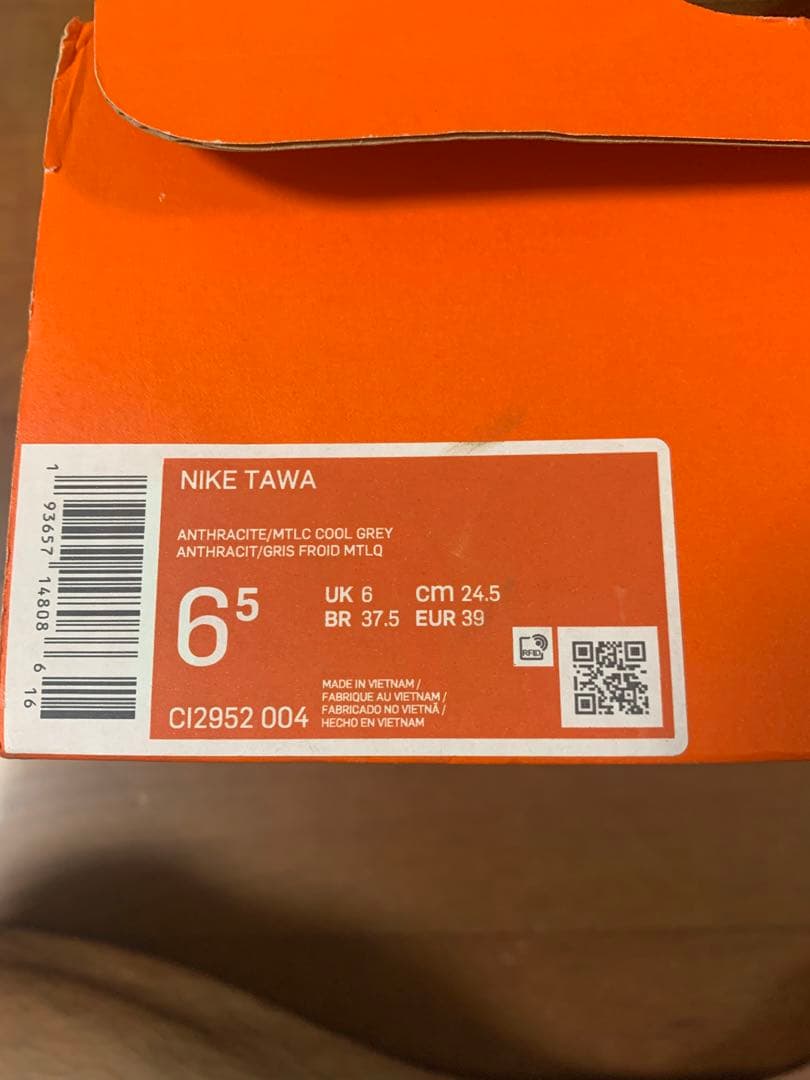 NIKE TAWA
ANTHRACITE/MTLC COOL GREY
ANTHRACIT/GRIS FROID MTLQ
6⁵
UK 6 cm 24.5
BR 37.5 EUR 39
RFID
MADE IN VIETNAM /
FABRIQUE AU VIETNAM /
FABRICADO NO VIETNÃ /
HECHO EN VIETNAM
CI2952 004
1 93657 14808 6 16